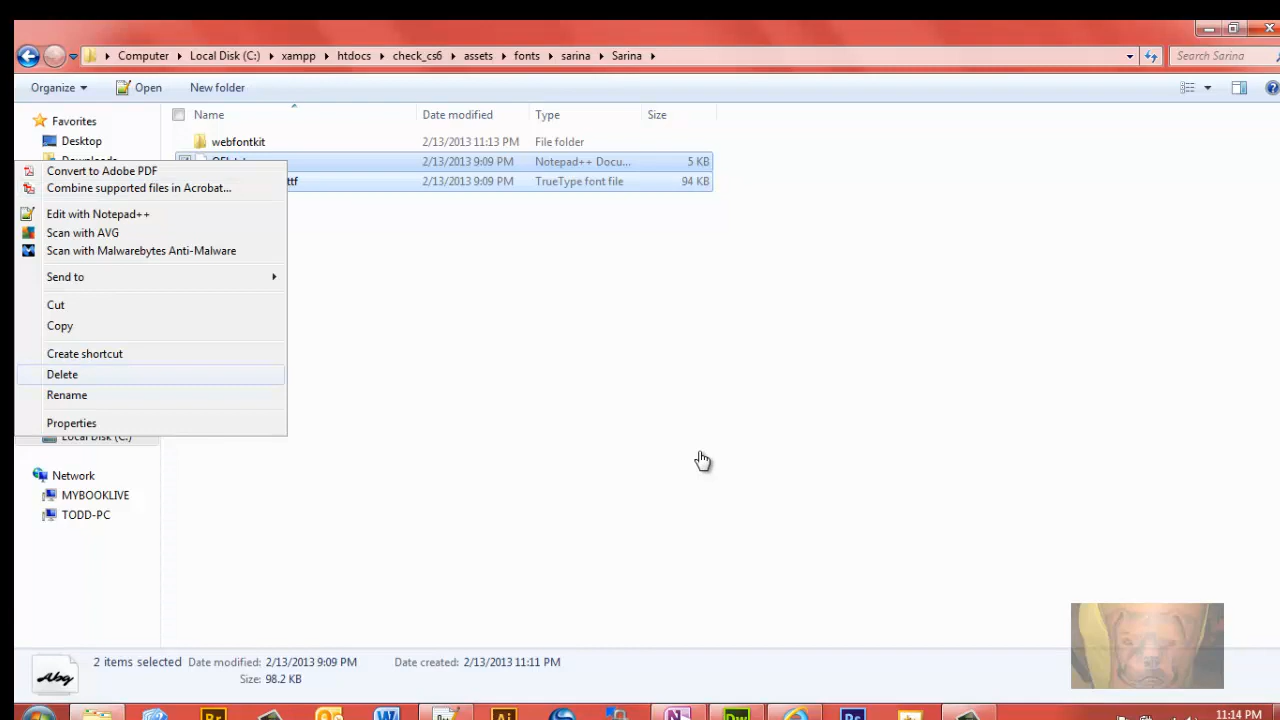 Computer Local Disk (C:) xampp htdocs check_cs6 assets fonts sarina Sarina Search Sarina
Organize Open New folder
Favorites Name Date modified Type Size
Desktop webfontkit 2/13/2013 11:13 PM File folder
2/13/2013 9:09 PM Notepad++ Docu... 5 KB
Convert to Adobe PDF
ttf 2/13/2013 9:09 PM TrueType font file 94 KB
Combine supported files in Acrobat...
Edit with Notepad++
Scan with AVG
Scan with Malwarebytes Anti-Malware
Send to
Cut
Copy
Create shortcut
Delete
Rename
Properties
Local Disk (C:)
Network
MYBOOKLIVE
TODD-PC
2 items selected Date modified: 2/13/2013 9:09 PM Date created: 2/13/2013 11:11 PM
Size: 98.2 KB
Abg
Br W Ai N Dw Ps 11:14 PM